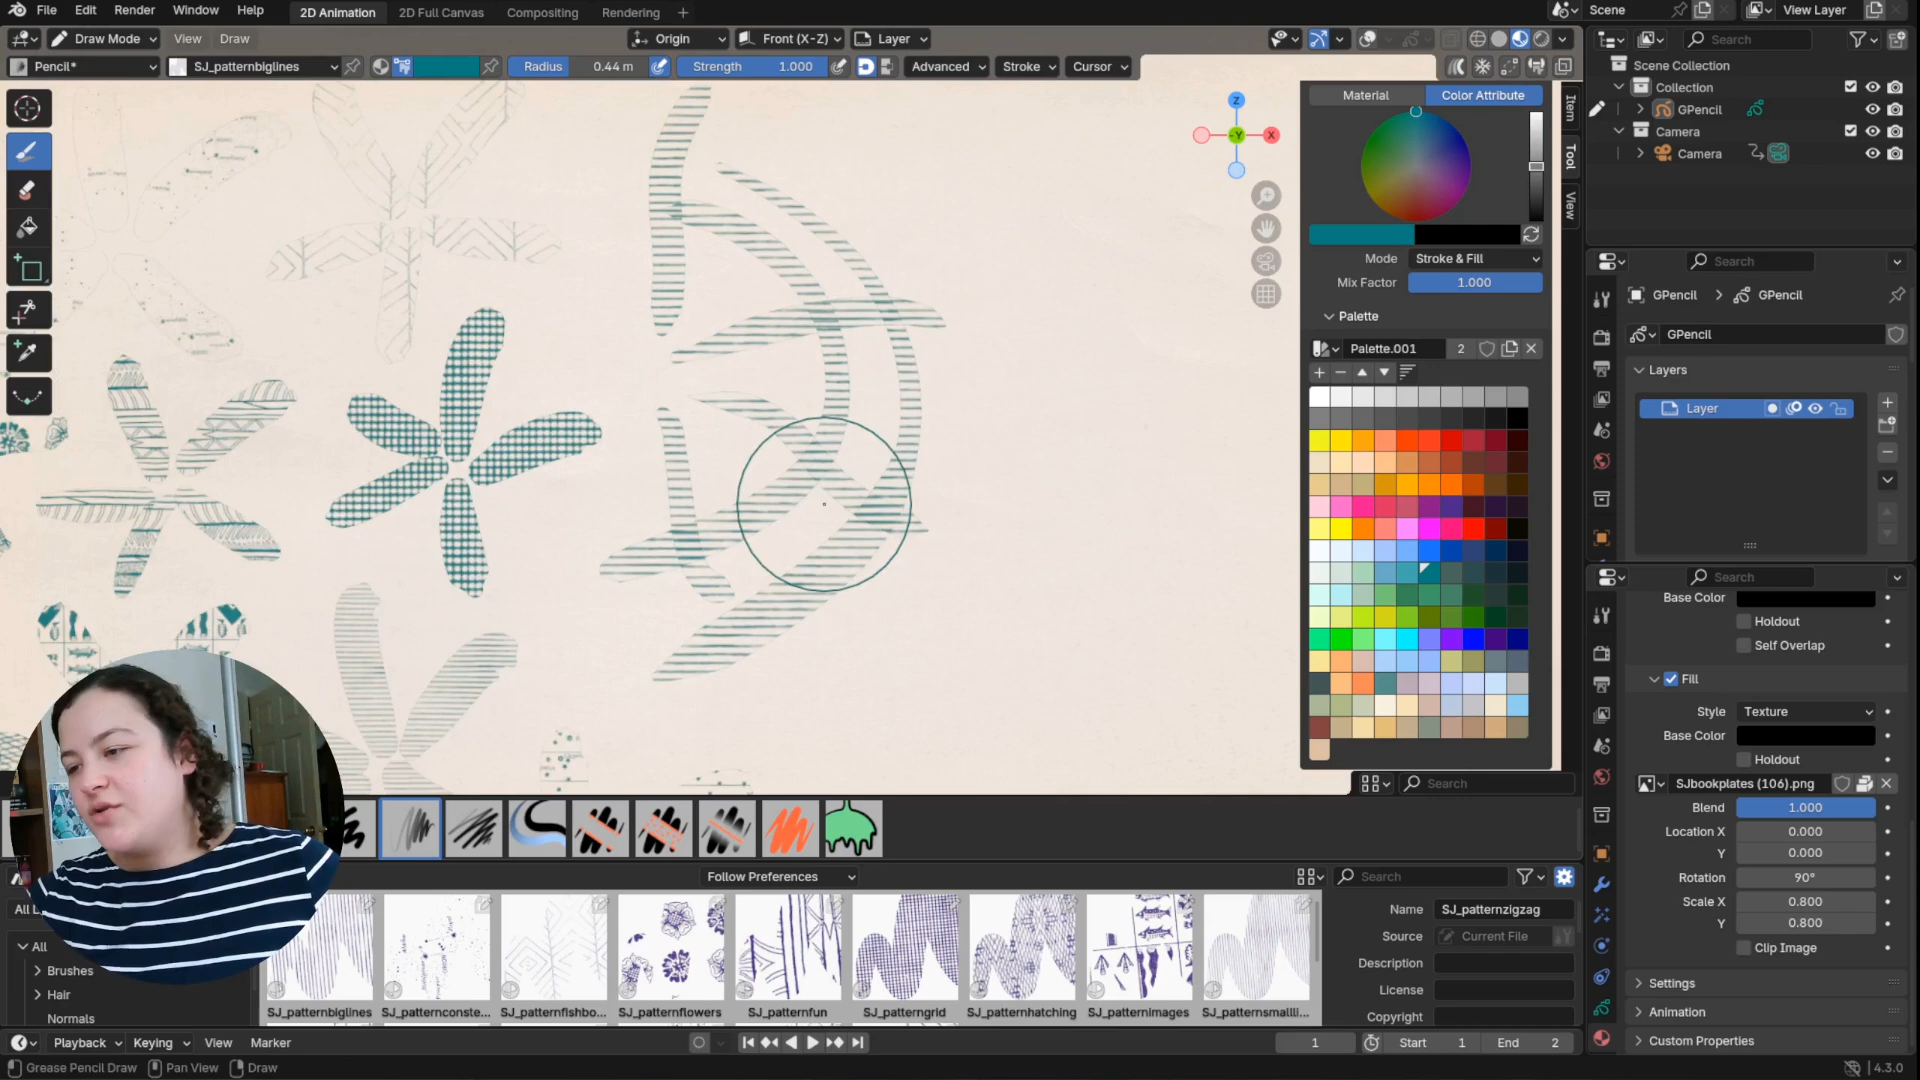 File Edit Render Window Help 2D Animation 2D Full Canvas Compositing Rendering Scene View Layer
Draw Mode View Draw Origin Front (X-Z) Layer Search
Pencil* SJ_patternbiglines Radius 0.44 m Strength 1.000 Advanced Stroke Cursor
Scene Collection
Collection
GPencil
Camera
Camera
Z
-Y
X
Item
Tool
View
Material Color Attribute
Mode Stroke & Fill
Mix Factor 1.000
Palette
Palette.001 2
Search
GPencil GPencil
GPencil
Layers
Layer
Search
Base Color
Holdout
Self Overlap
Fill
Style Texture
Base Color
Holdout
SJbookplates (106).png
Blend 1.000
Location X 0.000
Y 0.000
Rotation 90°
Scale X 0.800
Y 0.800
Clip Image
Settings
Animation
Custom Properties
Search
Follow Preferences
Search
All
All
Brushes
Hair
Normals
SJ_patternbiglines SJ_patternconste... SJ_patternfishbo... SJ_patternflowers SJ_patternfun SJ_patterngrid SJ_patternhatching SJ_patternimages SJ_patternsmallli...
Name SJ_patternzigzag
Source Current File
Description
License
Copyright
Playback Keying View Marker 1 Start 1 End 2
Grease Pencil Draw Pan View Draw 4.3.0